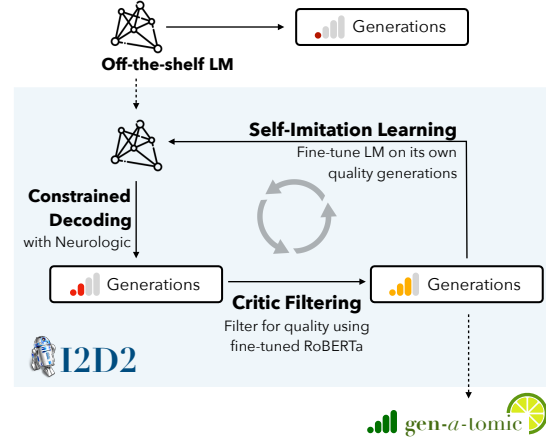 Generations
Off-the-shelf LM
Self-Imitation Learning
Fine-tune LM on its own
quality generations
Constrained
Decoding
with Neurologic
Generations
Generations
Critic Filtering
Filter for quality using
fine-tuned RoBERTa
I2D2
gen-a-tomic